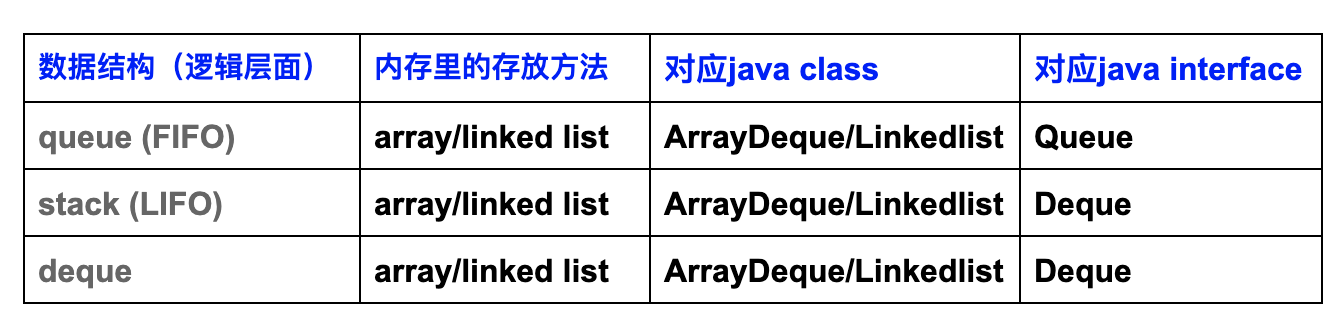 数据结构（逻辑层面） 内存里的存放方法 对应java class 对应java interface
queue (FIFO) array/linked list ArrayDeque/Linkedlist Queue
stack (LIFO) array/linked list ArrayDeque/Linkedlist Deque
deque array/linked list ArrayDeque/Linkedlist Deque